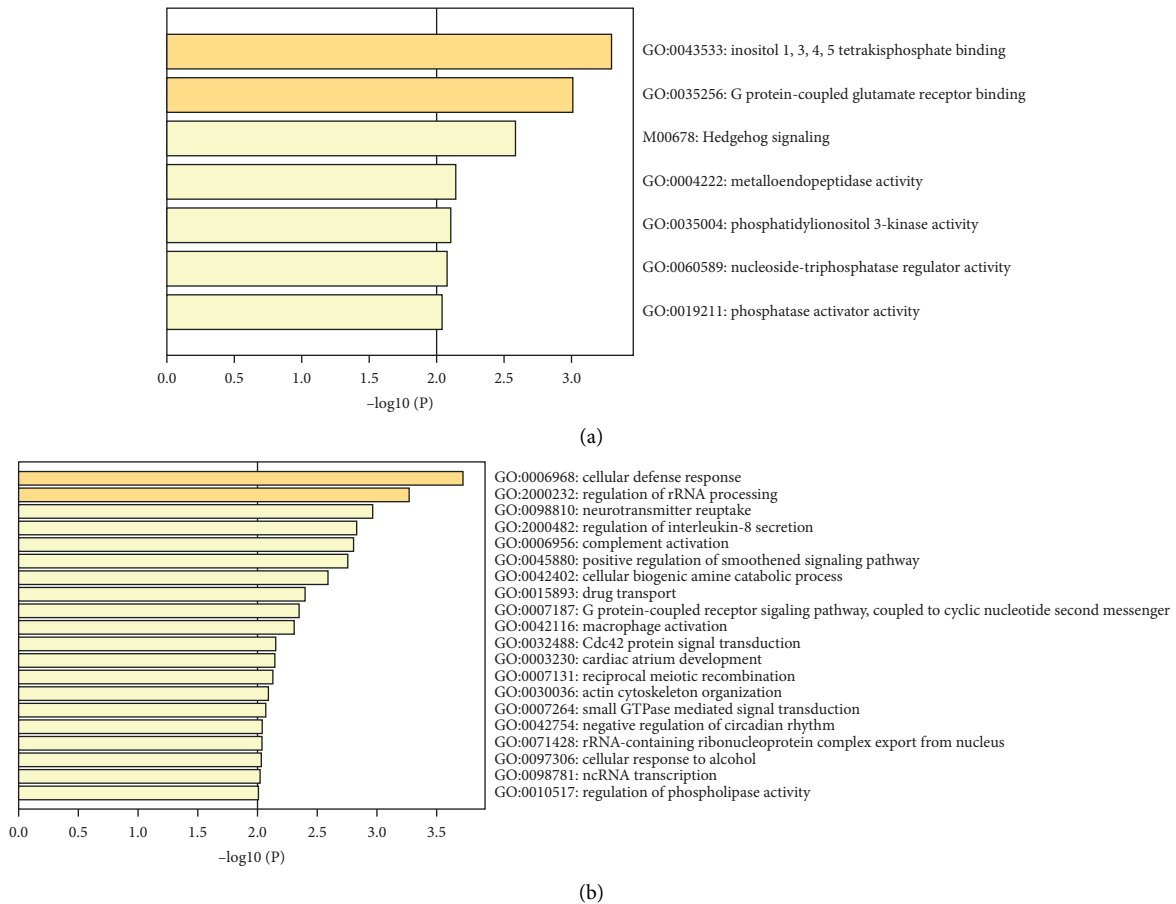 GO:0043533: inositol 1, 3, 4, 5 tetrakisphosphate binding
GO:0035256: G protein-coupled glutamate receptor binding
M00678: Hedgehog signaling
GO:0004222: metalloendopeptidase activity
GO:0035004: phosphatidylionositol 3-kinase activity
GO:0060589: nucleoside-triphosphatase regulator activity
GO:0019211: phosphatase activator activity
0.0 0.5 1.0 1.5 2.0 2.5 3.0
–log10 (P)
(a)
GO:0006968: cellular defense response
GO:2000232: regulation of rRNA processing
GO:0098810: neurotransmitter reuptake
GO:2000482: regulation of interleukin-8 secretion
GO:0006956: complement activation
GO:0045880: positive regulation of smoothened signaling pathway
GO:0042402: cellular biogenic amine catabolic process
GO:0015893: drug transport
GO:0007187: G protein-coupled receptor sigaling pathway, coupled to cyclic nucleotide second messenger
GO:0042116: macrophage activation
GO:0032488: Cdc42 protein signal transduction
GO:0003230: cardiac atrium development
GO:0007131: reciprocal meiotic recombination
GO:0030036: actin cytoskeleton organization
GO:0007264: small GTPase mediated signal transduction
GO:0042754: negative regulation of circadian rhythm
GO:0071428: rRNA-containing ribonucleoprotein complex export from nucleus
GO:0097306: cellular response to alcohol
GO:0098781: ncRNA transcription
GO:0010517: regulation of phospholipase activity
0.0 0.5 1.0 1.5 2.0 2.5 3.0 3.5
–log10 (P)
(b)